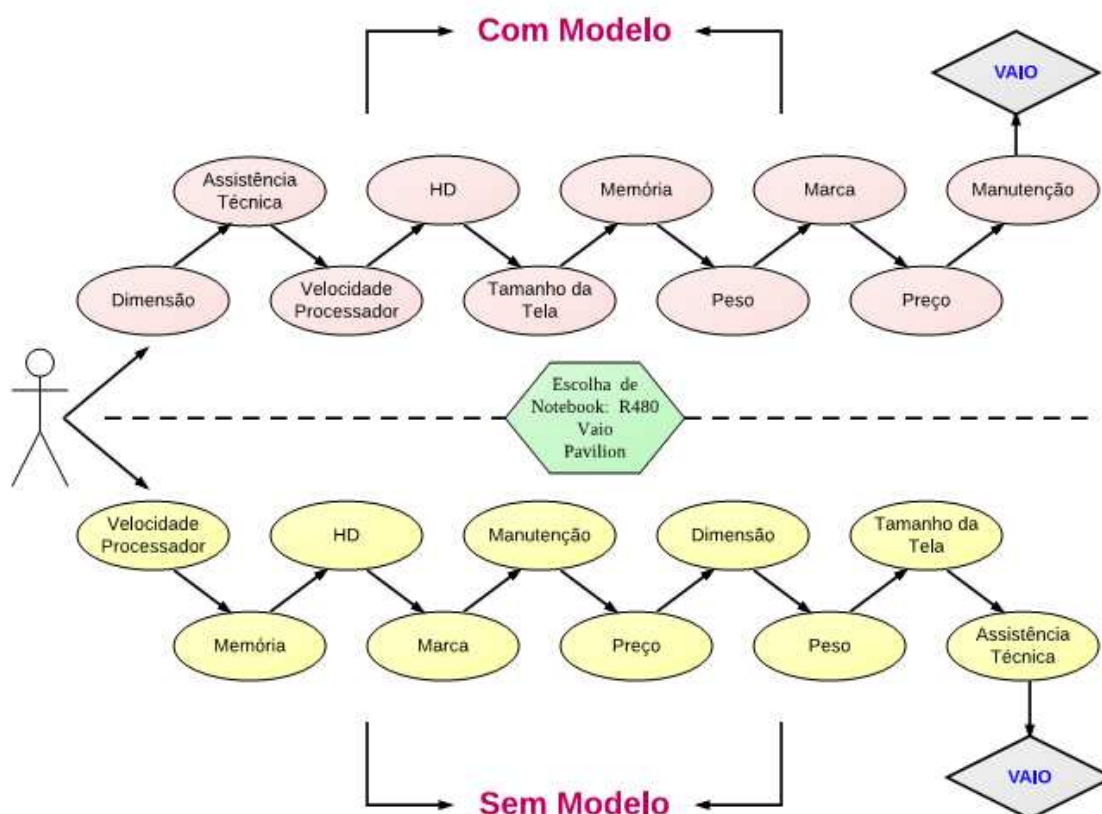 Com Modelo
VAIO
Assistência
Técnica
HD
Memória
Marca
Manutenção
Dimensão
Velocidade
Processador
Tamanho da
Tela
Peso
Preço
Escolha de
Notebook: R480
Vaio
Pavilion
Velocidade
Processador
HD
Manutenção
Dimensão
Tamanho da
Tela
Memória
Marca
Preço
Peso
Assistência
Técnica
VAIO
Sem Modelo